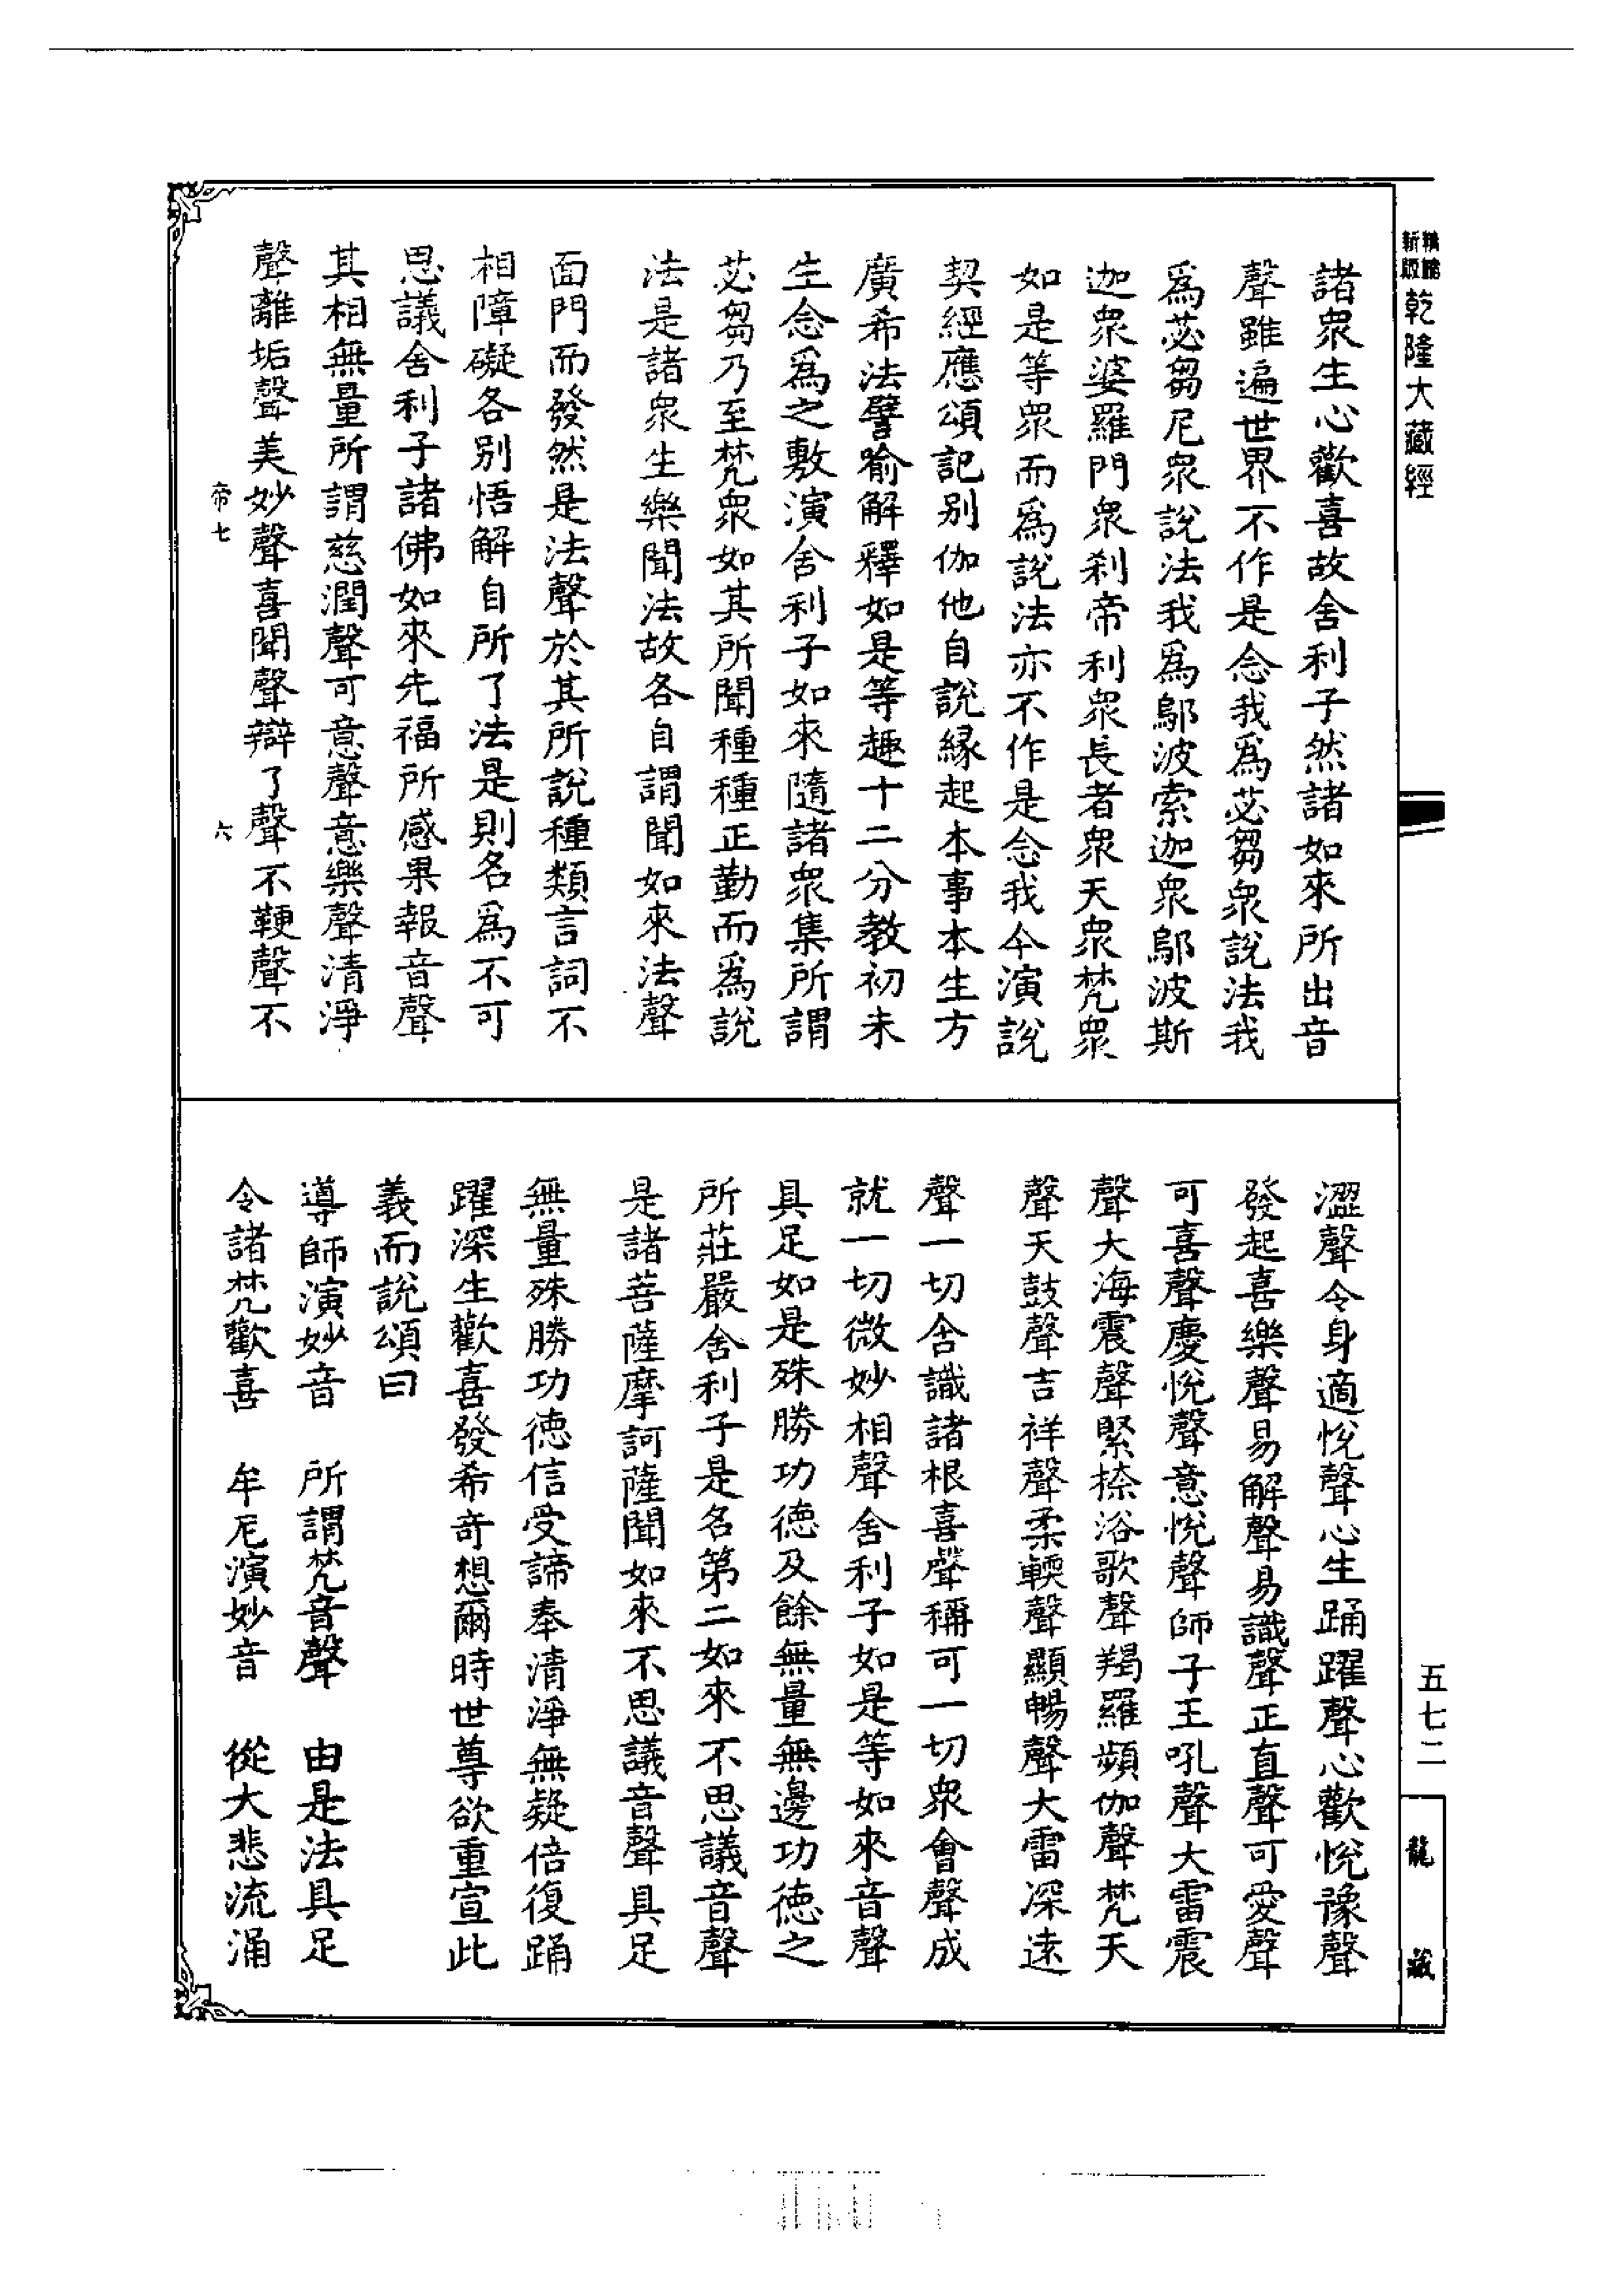 乾隆大藏經
諸衆生心歡喜故舍利子然諸如來所出音
聲雖遍世界不作是念我爲苾芻衆說法我
爲苾芻尼衆說法我爲鄔波索迦衆鄔波斯
迦衆婆羅門衆刹帝利衆長者衆天衆梵衆
如是等衆而爲說法亦不作是念我今演說
契經應頌記别伽他自說緣起本事本生方
廣希法譬喻解釋如是等趣十二分教初未
生念爲之敷演舍利子如來隨諸衆集所謂
苾芻乃至梵衆如其所聞種種正勤而爲說
法是諸衆生樂聞法故各自謂聞如來法聲
面門而發然是法聲於其所說種類言詞不
相障礙各别悟解自所了法是則名爲不可
思議舍利子諸佛如來先福所感果報音聲
其相無量所謂慈潤聲可意聲意樂聲清淨
聲離垢聲美妙聲喜聞聲辯了聲不鞕聲不
帝七 六
澀聲令身適悅聲心生踊躍聲心歡悅豫聲
發起喜樂聲易解聲易識聲正直聲可愛聲
可喜聲慶悅聲意悅聲師子王吼聲大雷震
聲大海震聲緊捺洛歌聲羯羅頻伽聲梵天
聲天鼓聲吉祥聲柔輭聲顯暢聲大雷深遠
聲一切含識諸根喜聲稱可一切衆會聲成
就一切微妙相聲舍利子如是等如來音聲
具足如是殊勝功德及餘無量無邊功德之
所莊嚴舍利子是名第二如來不思議音聲
是諸菩薩摩訶薩聞如來不思議音聲具足
無量殊勝功德信受諦奉清淨無疑倍復踊
躍深生歡喜發希奇想爾時世尊欲重宣此
義而說頌曰
導師演妙音 所謂梵音聲 由是法具足
令諸梵歡喜 牟尼演妙音 從大悲流涌
五七二
龍藏